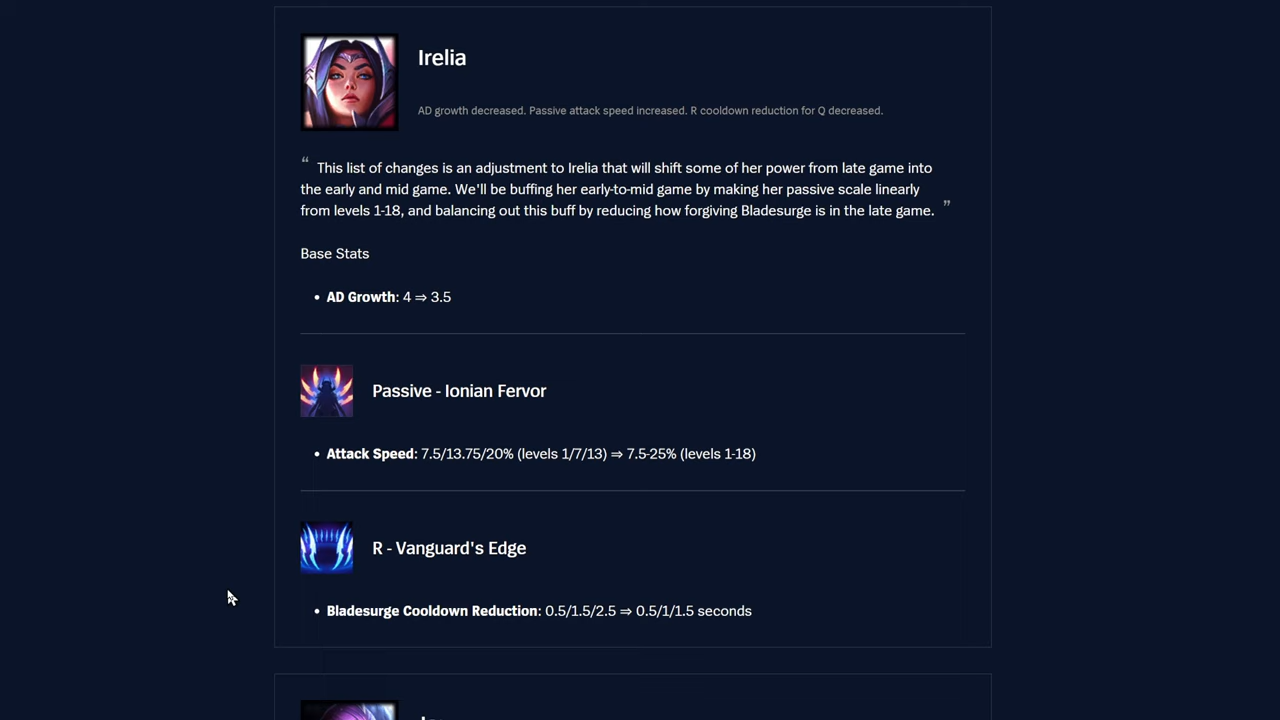 Irelia
AD growth decreased. Passive attack speed increased. R cooldown reduction for Q decreased.
“ This list of changes is an adjustment to Irelia that will shift some of her power from late game into
the early and mid game. We'll be buffing her early-to-mid game by making her passive scale linearly
from levels 1-18, and balancing out this buff by reducing how forgiving Bladesurge is in the late game. ”
Base Stats
• AD Growth: 4 ⇒ 3.5
Passive - Ionian Fervor
• Attack Speed: 7.5/13.75/20% (levels 1/7/13) ⇒ 7.5-25% (levels 1-18)
R - Vanguard's Edge
• Bladesurge Cooldown Reduction: 0.5/1.5/2.5 ⇒ 0.5/1/1.5 seconds